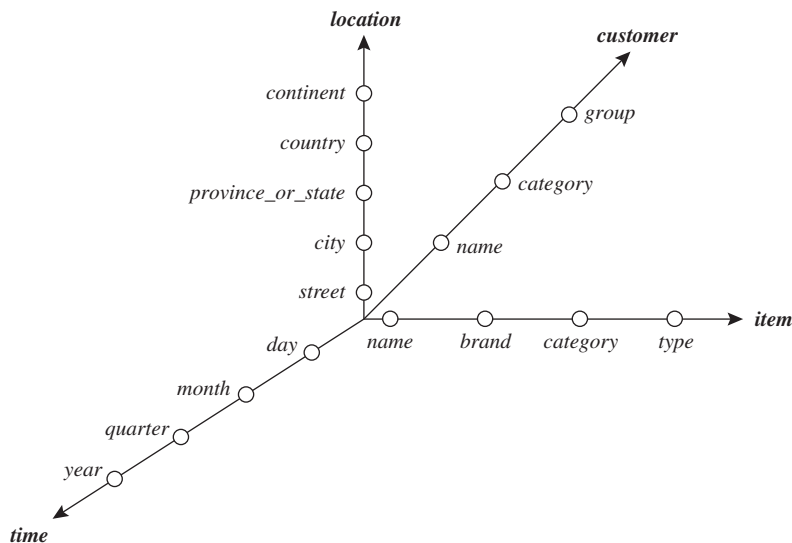 location
customer
continent
group
country
category
province_or_state
city
name
street
item
day
name brand category type
month
quarter
year
time